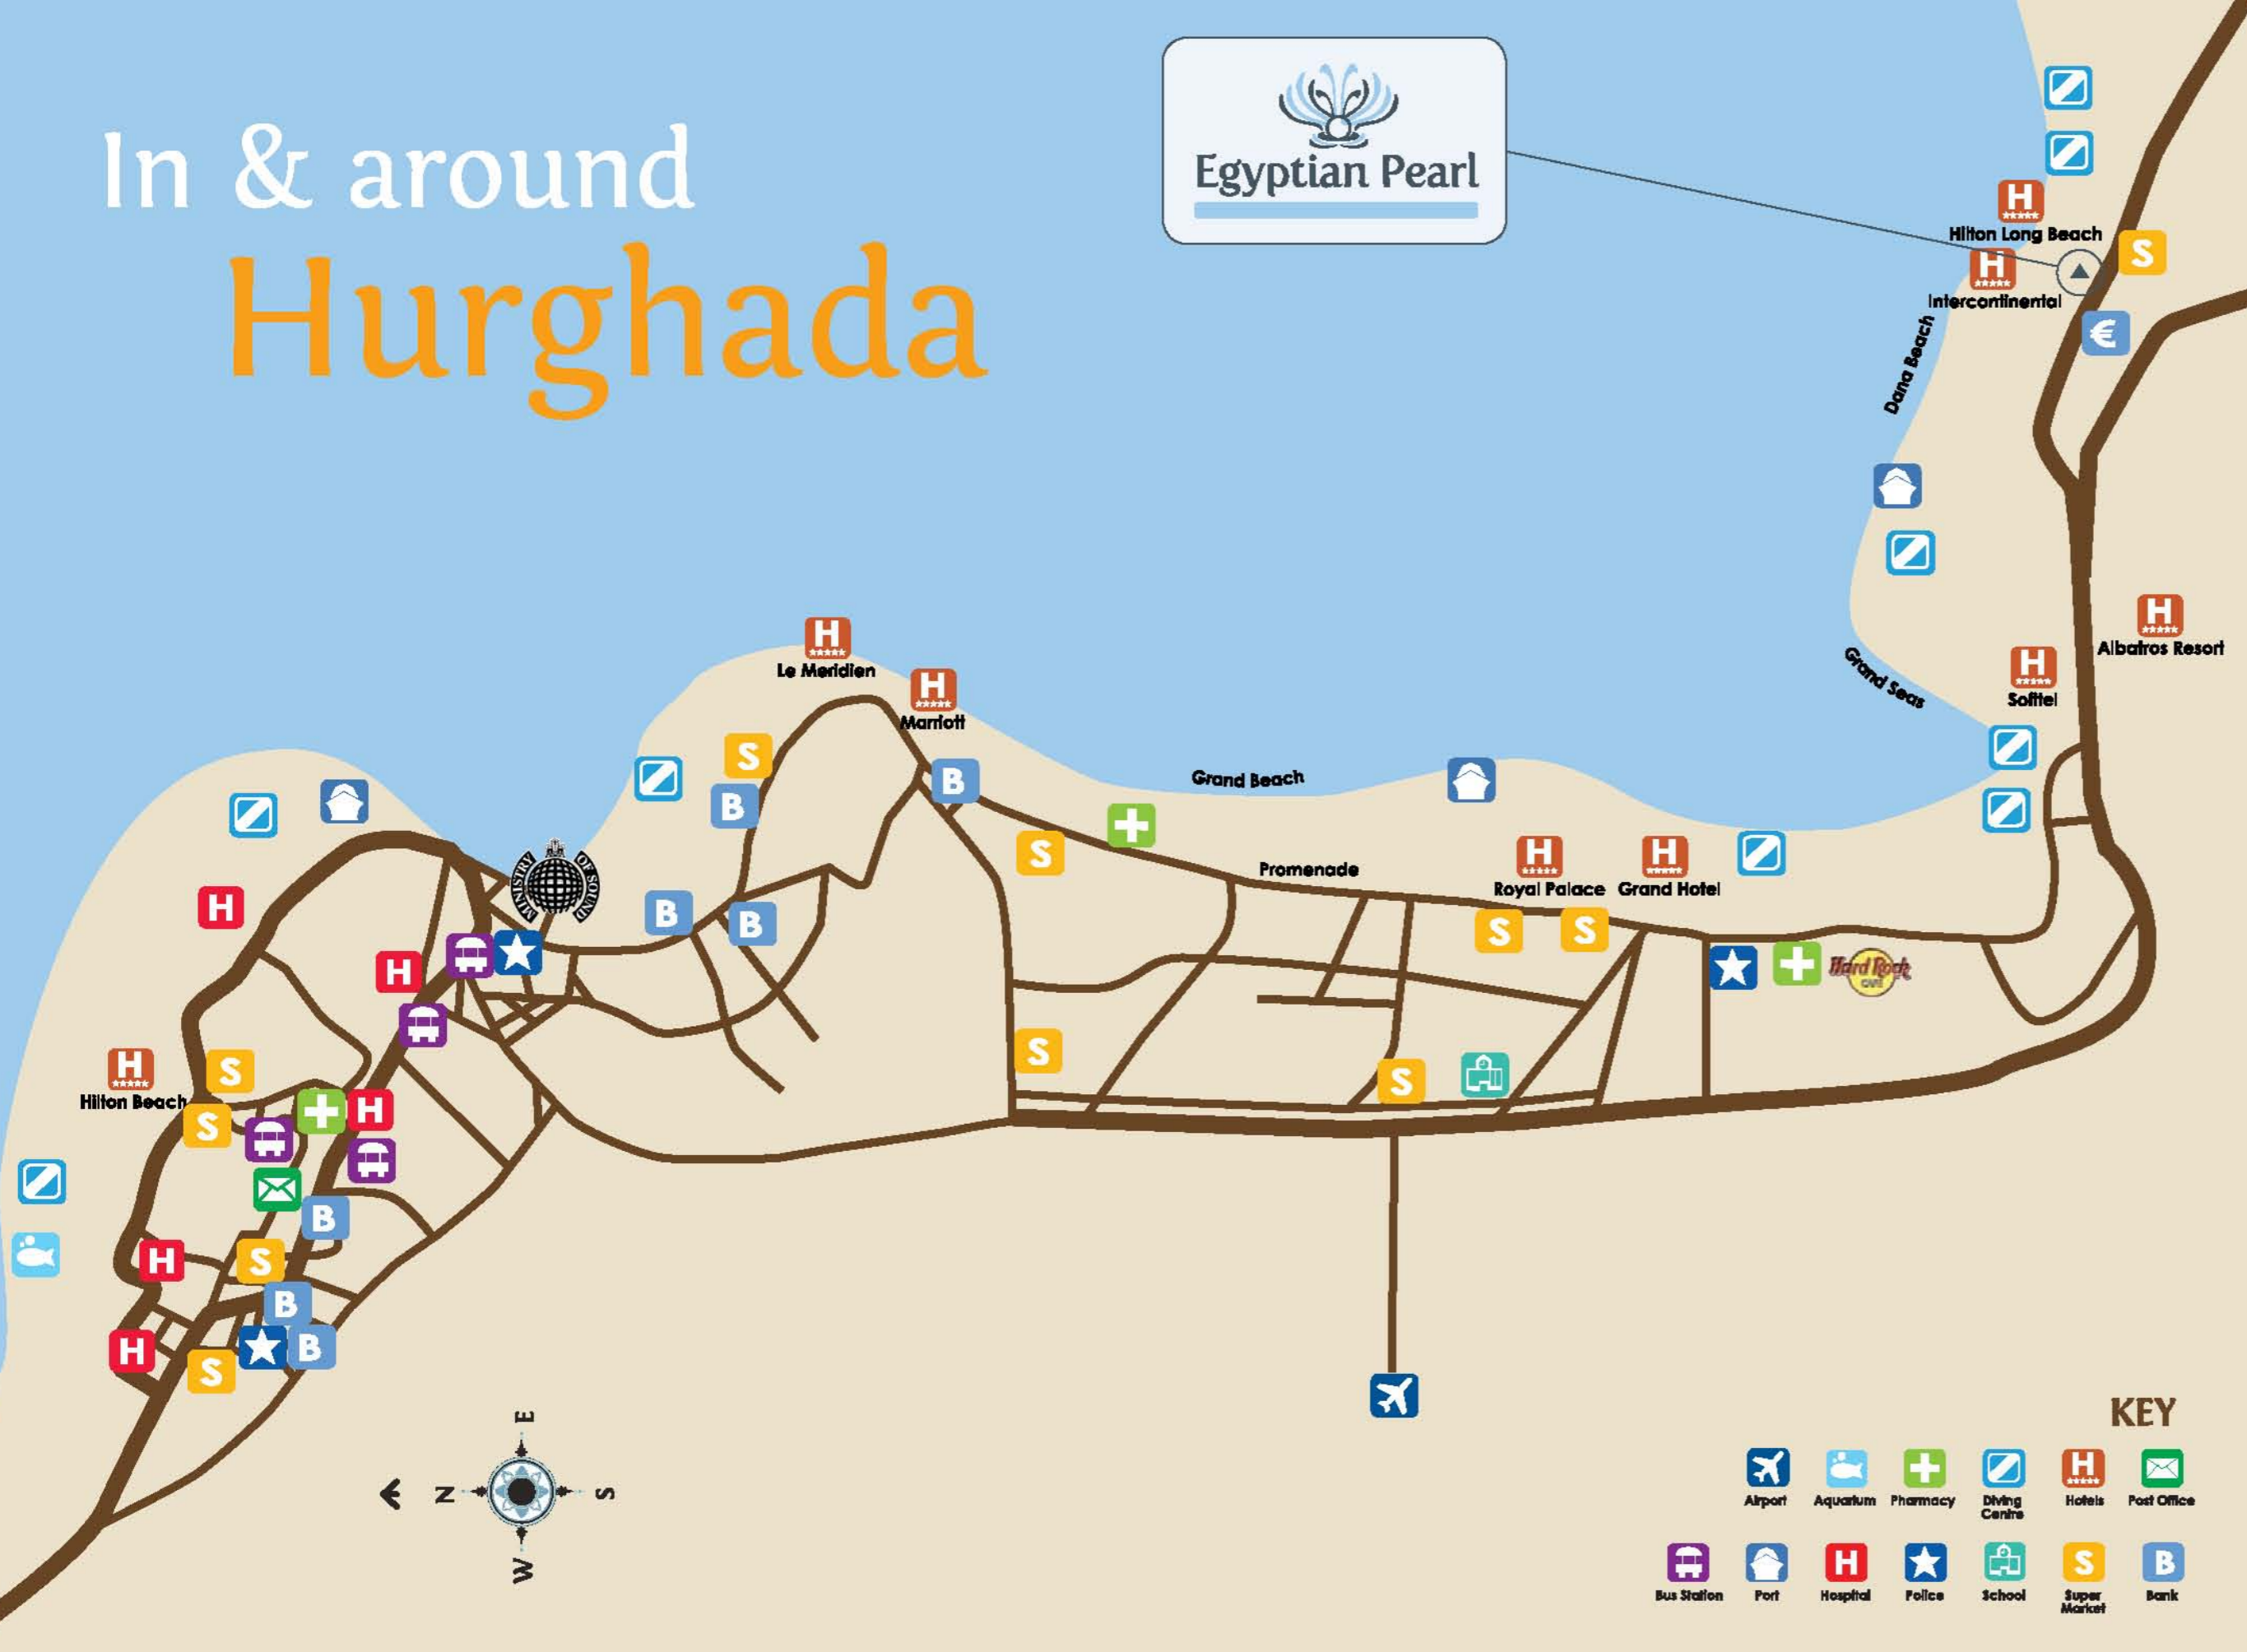 In & around
Hurghada
Egyptian Pearl
Hilton Long Beach
Intercontinental
Dana Beach
Albatros Resort
Sofitel
Grand Seas
Le Meridien
Marriott
Grand Beach
Promenade
Royal Palace
Grand Hotel
MINISTRY OF SOUND
Hard Rock
CAFE
Hilton Beach
E
N
S
W
KEY
Airport
Aquarium
Pharmacy
Diving
Centre
Hotels
Post Office
Bus Station
Port
Hospital
Police
School
Super
Market
Bank